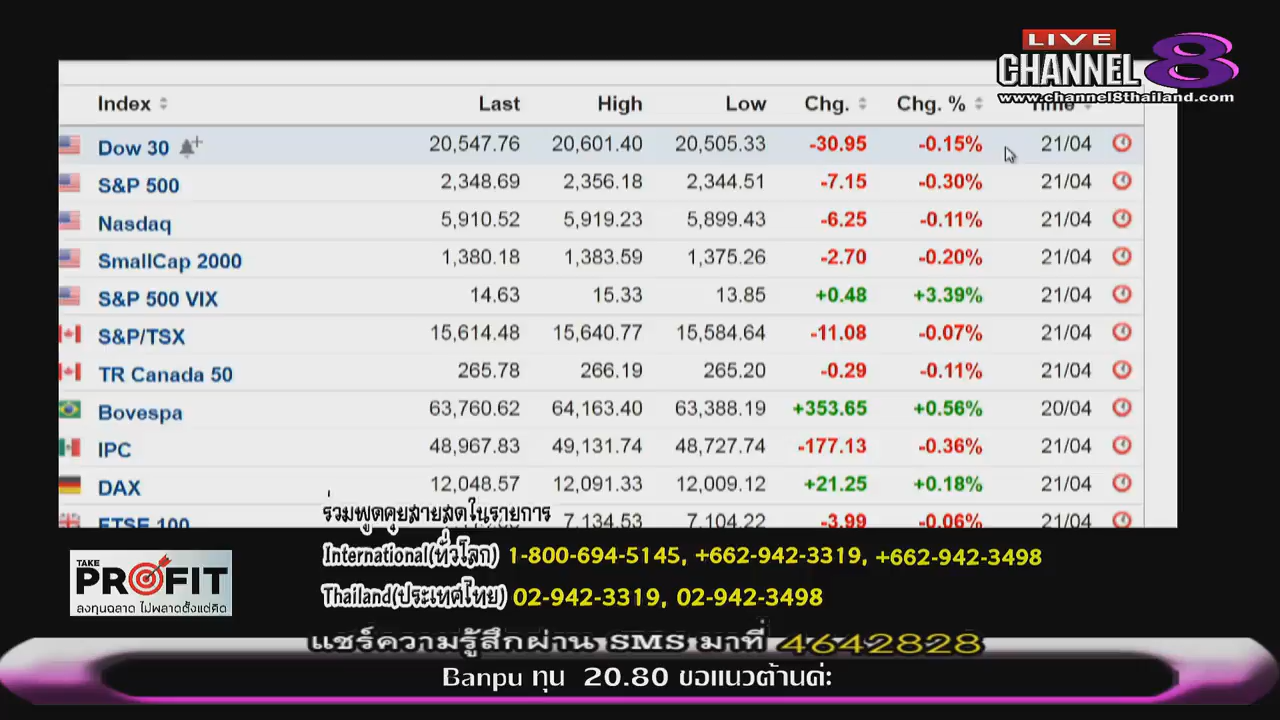 LIVE
CHANNEL 8
www.channel8thailand.com
Index Last High Low Chg. Chg. % Time
Dow 30 20,547.76 20,601.40 20,505.33 -30.95 -0.15% 21/04
S&P 500 2,348.69 2,356.18 2,344.51 -7.15 -0.30% 21/04
Nasdaq 5,910.52 5,919.23 5,899.43 -6.25 -0.11% 21/04
SmallCap 2000 1,380.18 1,383.59 1,375.26 -2.70 -0.20% 21/04
S&P 500 VIX 14.63 15.33 13.85 +0.48 +3.39% 21/04
S&P/TSX 15,614.48 15,640.77 15,584.64 -11.08 -0.07% 21/04
TR Canada 50 265.78 266.19 265.20 -0.29 -0.11% 21/04
Bovespa 63,760.62 64,163.40 63,388.19 +353.65 +0.56% 20/04
IPC 48,967.83 49,131.74 48,727.74 -177.13 -0.36% 21/04
DAX 12,048.57 12,091.33 12,009.12 +21.25 +0.18% 21/04
FTSE 100 7,134.53 7,104.22 -3.99 -0.06% 21/04
ร่วมพูดคุยสายสดในรายการ
International(ทั่วโลก) 1-800-694-5145, +662-942-3319, +662-942-3498
Thailand(ประเทศไทย) 02-942-3319, 02-942-3498
TAKE
PROFIT
ลงทุนฉลาด ไม่พลาดตั้งแต่คิด
แชร์ความรู้สึกผ่าน SMS มาที่ 4642828
Banpu ทุน 20.80 ขอแนวต้านค่ะ